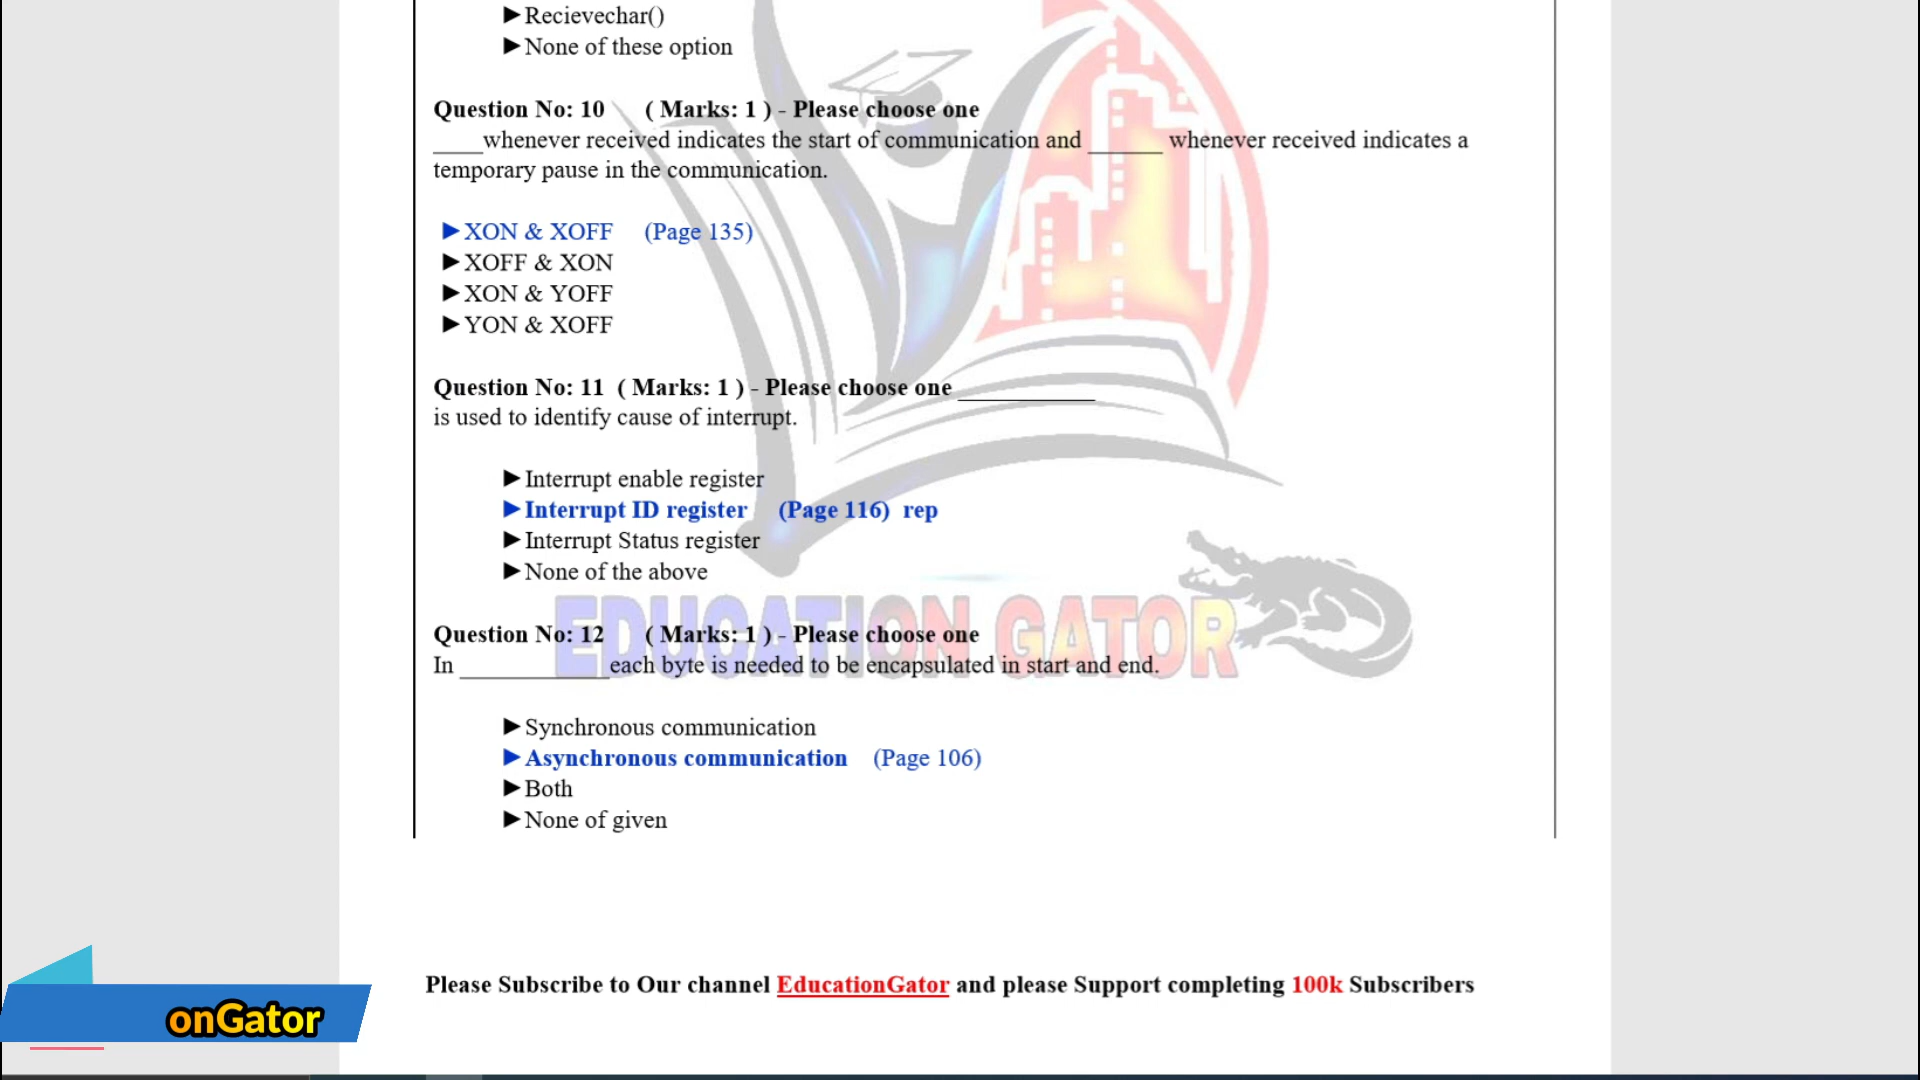 ►Recievechar()
►None of these option
Question No: 10 ( Marks: 1 ) - Please choose one
____whenever received indicates the start of communication and ______ whenever received indicates a
temporary pause in the communication.
►XON & XOFF (Page 135)
►XOFF & XON
►XON & YOFF
►YON & XOFF
Question No: 11 ( Marks: 1 ) - Please choose one ___________
is used to identify cause of interrupt.
►Interrupt enable register
►Interrupt ID register (Page 116) rep
►Interrupt Status register
►None of the above
EDUCATION GATOR
Question No: 12 ( Marks: 1 ) - Please choose one
In ____________each byte is needed to be encapsulated in start and end.
►Synchronous communication
►Asynchronous communication (Page 106)
►Both
►None of given
Please Subscribe to Our channel EducationGator and please Support completing 100k Subscribers
onGator